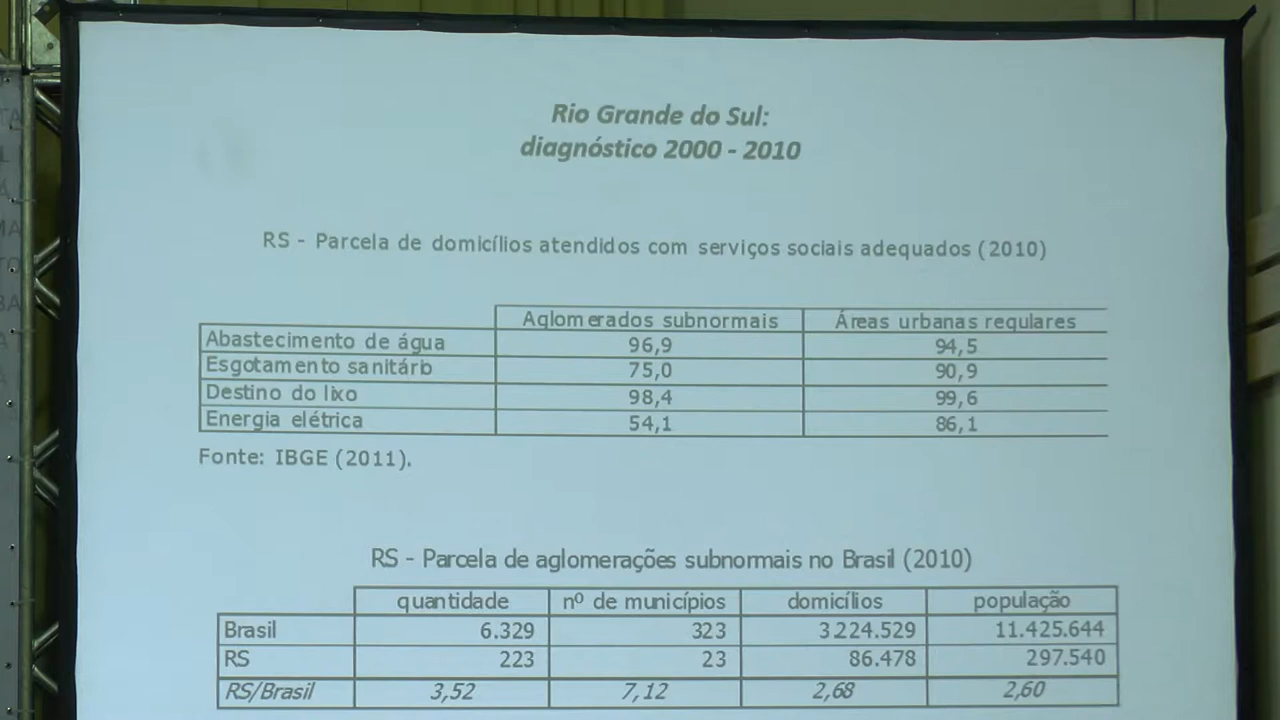 Rio Grande do Sul:
diagnóstico 2000 - 2010
RS - Parcela de domicílios atendidos com serviços sociais adequados (2010)
Aglomerados subnormais Áreas urbanas regulares
Abastecimento de água 96,9 94,5
Esgotamento sanitário 75,0 90,9
Destino do lixo 98,4 99,6
Energia elétrica 54,1 86,1
Fonte: IBGE (2011).
RS - Parcela de aglomerações subnormais no Brasil (2010)
quantidade nº de municípios domicílios população
Brasil 6.329 323 3.224.529 11.425.644
RS 223 23 86.478 297.540
RS/Brasil 3,52 7,12 2,68 2,60